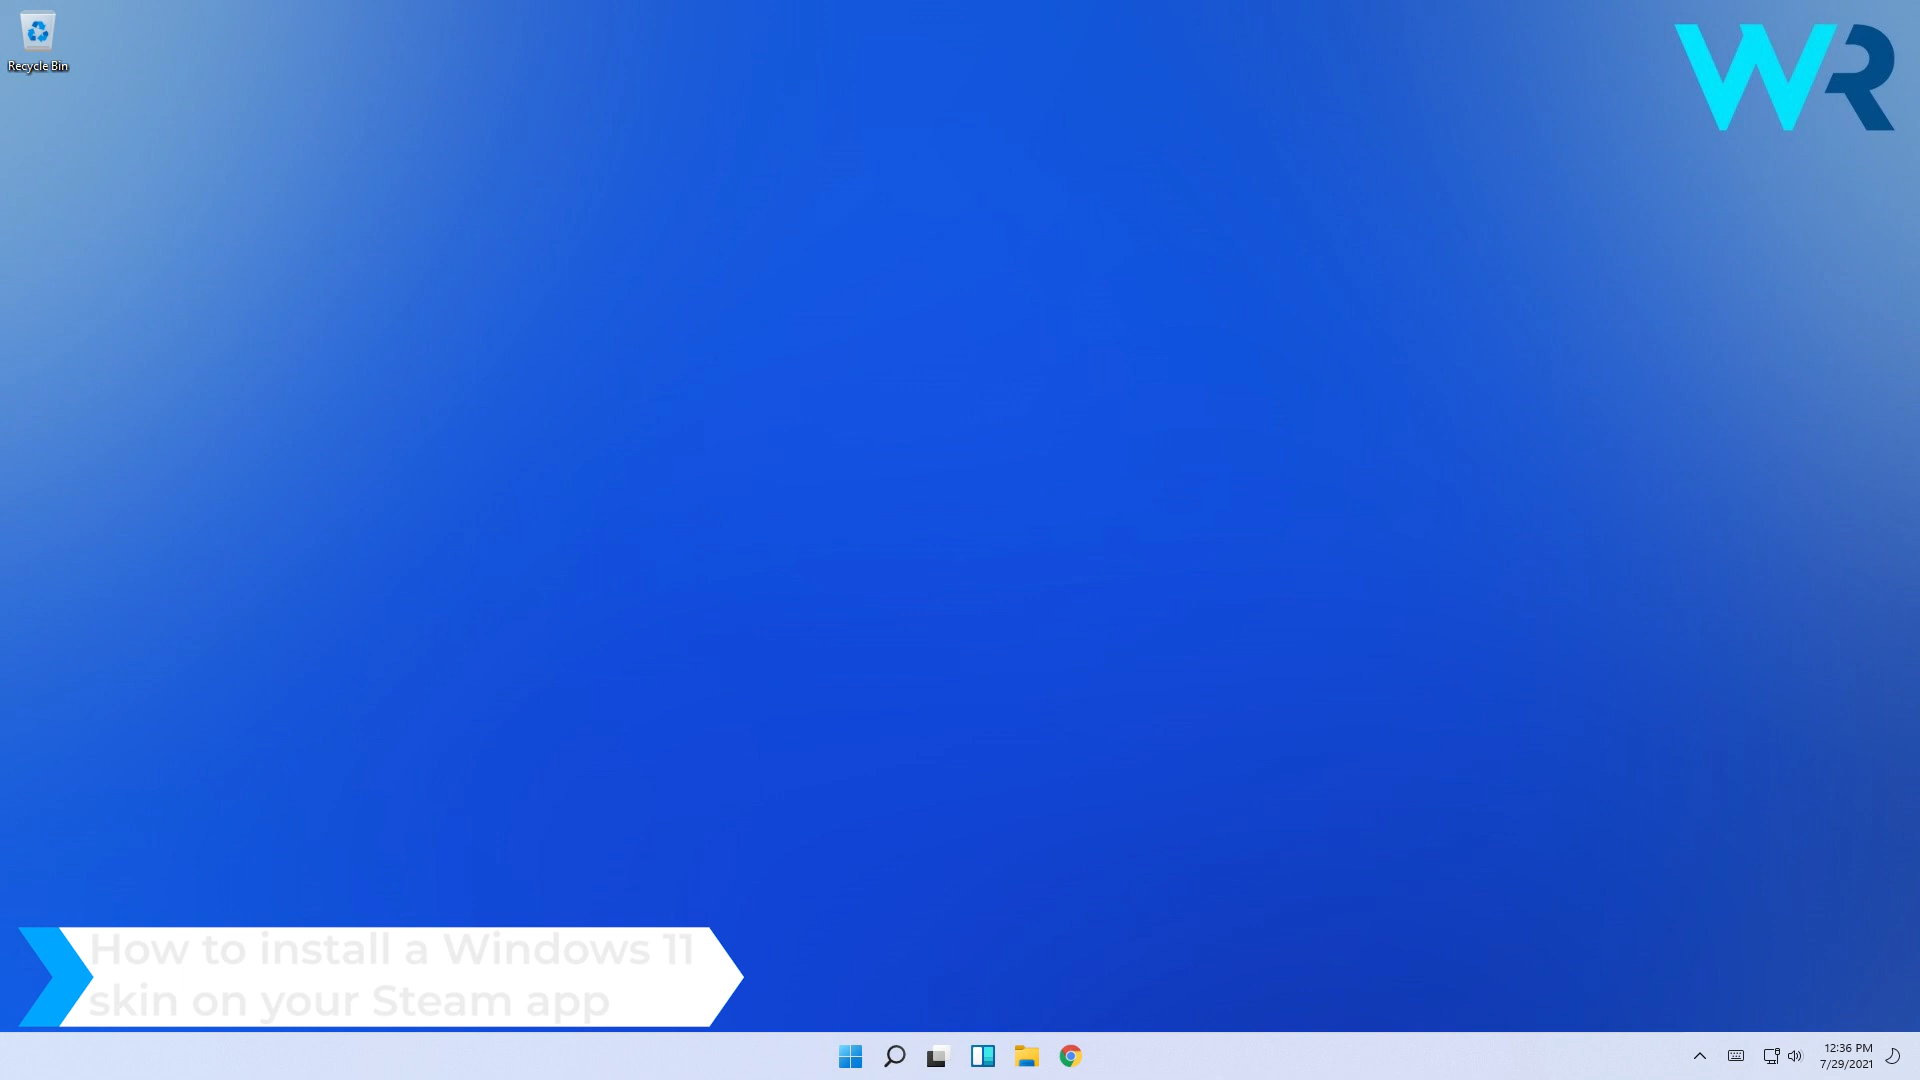 Recycle Bin
WR
How to install a Windows 11
skin on your Steam app
12:36 PM
7/29/2021